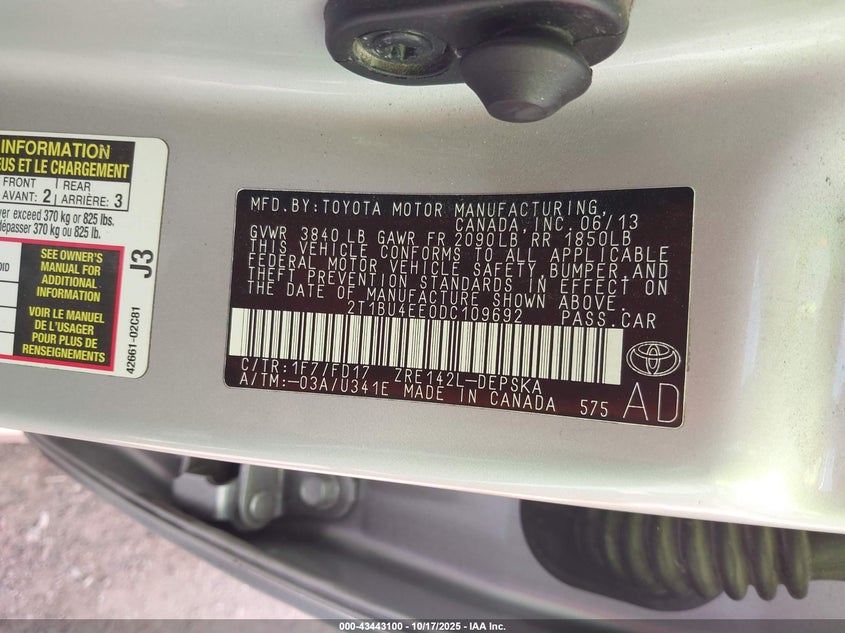 INFORMATION
EUS ET LE CHARGEMENT
FRONT
AVANT: 2
REAR
ARRIÈRE: 3
ver exceed 370 kg or 825 lbs.
dépasser 370 kg ou 825 lb.
SEE OWNER'S
MANUAL FOR
ADDITIONAL
INFORMATION
VOIR LE MANUEL
DE L'USAGER
POUR PLUS DE
RENSEIGNEMENTS
J3
42661-02C81
MFD.BY:TOYOTA MOTOR MANUFACTURING,
CANADA,INC.06/13
GVWR 3840 LB GAWR FR 2090LB,RR 1850LB
THIS VEHICLE CONFORMS TO ALL APPLICABLE
FEDERAL MOTOR VEHICLE SAFETY,BUMPER,AND
THEFT PREVENTION STANDARDS IN EFFECT ON
THE DATE OF MANUFACTURE SHOWN ABOVE.
2T1BU4EE0DC109692 PASS.CAR
C/TR:1F7/FD17 ZRE142L-DEPSKA
A/TM:-03A/U341E MADE IN CANADA 575
AD
000-43443100 - 10/17/2025 - IAA Inc.